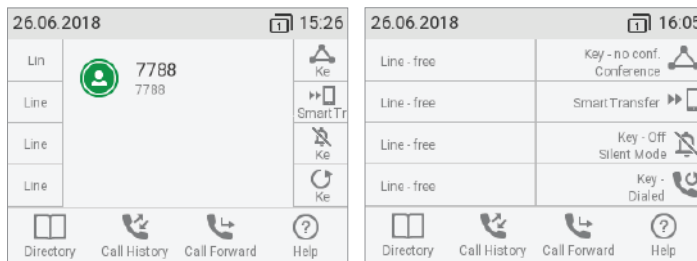 26.06.2018 1 15:26
Lin
7788
7788
Ke
Line
SmartTr
Line
Ke
Line
Ke
Directory Call History Call Forward Help
26.06.2018 1 16:05
Line - free Key - no conf.
Conference
Line - free SmartTransfer
Line - free Key - Off
Silent Mode
Line - free Key -
Dialed
Directory Call History Call Forward Help